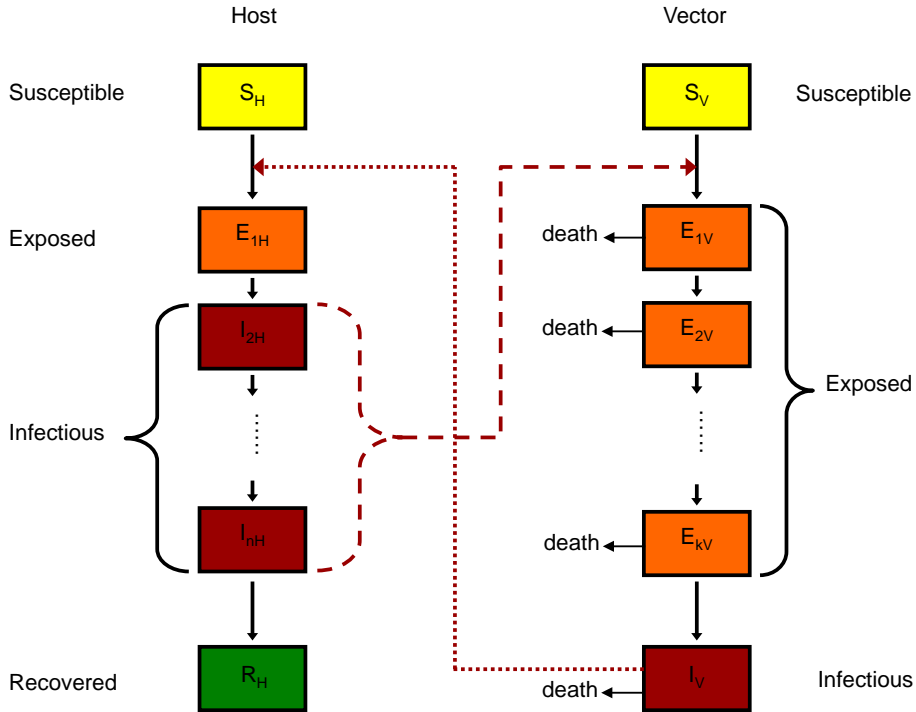 Host
Vector
Susceptible
S_H
S_V
Susceptible
Exposed
E_1H
death
E_1V
I_2H
death
E_2V
Exposed
Infectious
I_nH
death
E_kV
Recovered
R_H
death
I_V
Infectious